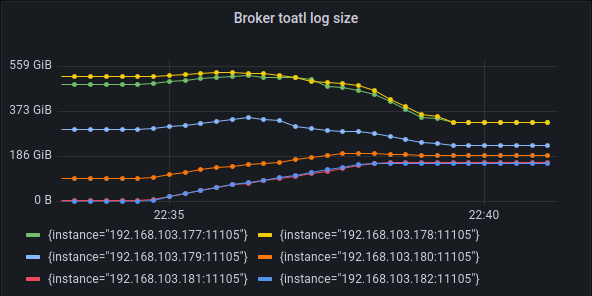 Broker toatl log size
559 GiB
373 GiB
186 GiB
0 B
22:35 22:40
{instance="192.168.103.177:11105"} {instance="192.168.103.178:11105"}
{instance="192.168.103.179:11105"} {instance="192.168.103.180:11105"}
{instance="192.168.103.181:11105"} {instance="192.168.103.182:11105"}